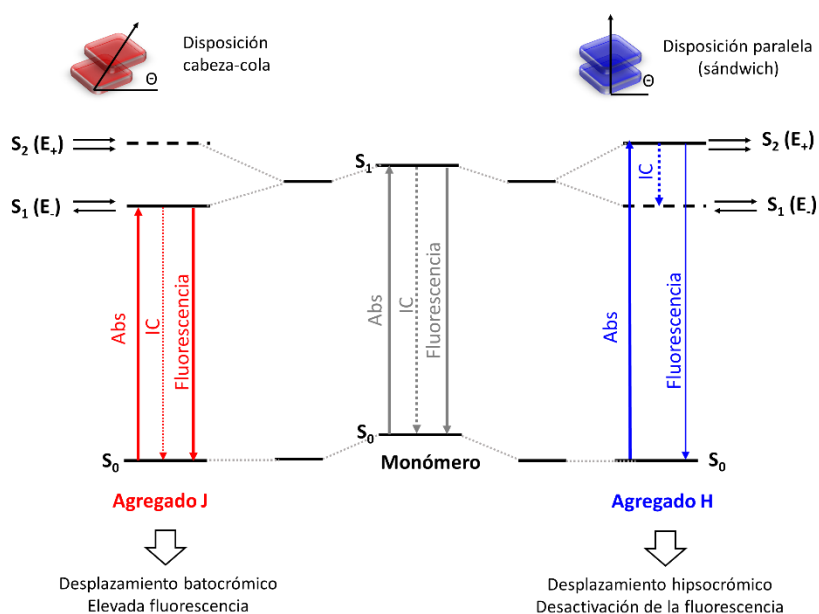 Disposición
cabeza-cola
Θ
Disposición paralela
(sándwich)
Θ
S₂ (E₊)
S₁ (E₋)
S₁
S₂ (E₊)
S₁ (E₋)
IC
Abs
IC
Fluorescencia
Abs
IC
Fluorescencia
Abs
Fluorescencia
S₀
S₀
S₀
Monómero
Agregado J
Agregado H
Desplazamiento batocrómico
Elevada fluorescencia
Desplazamiento hipsocrómico
Desactivación de la fluorescencia